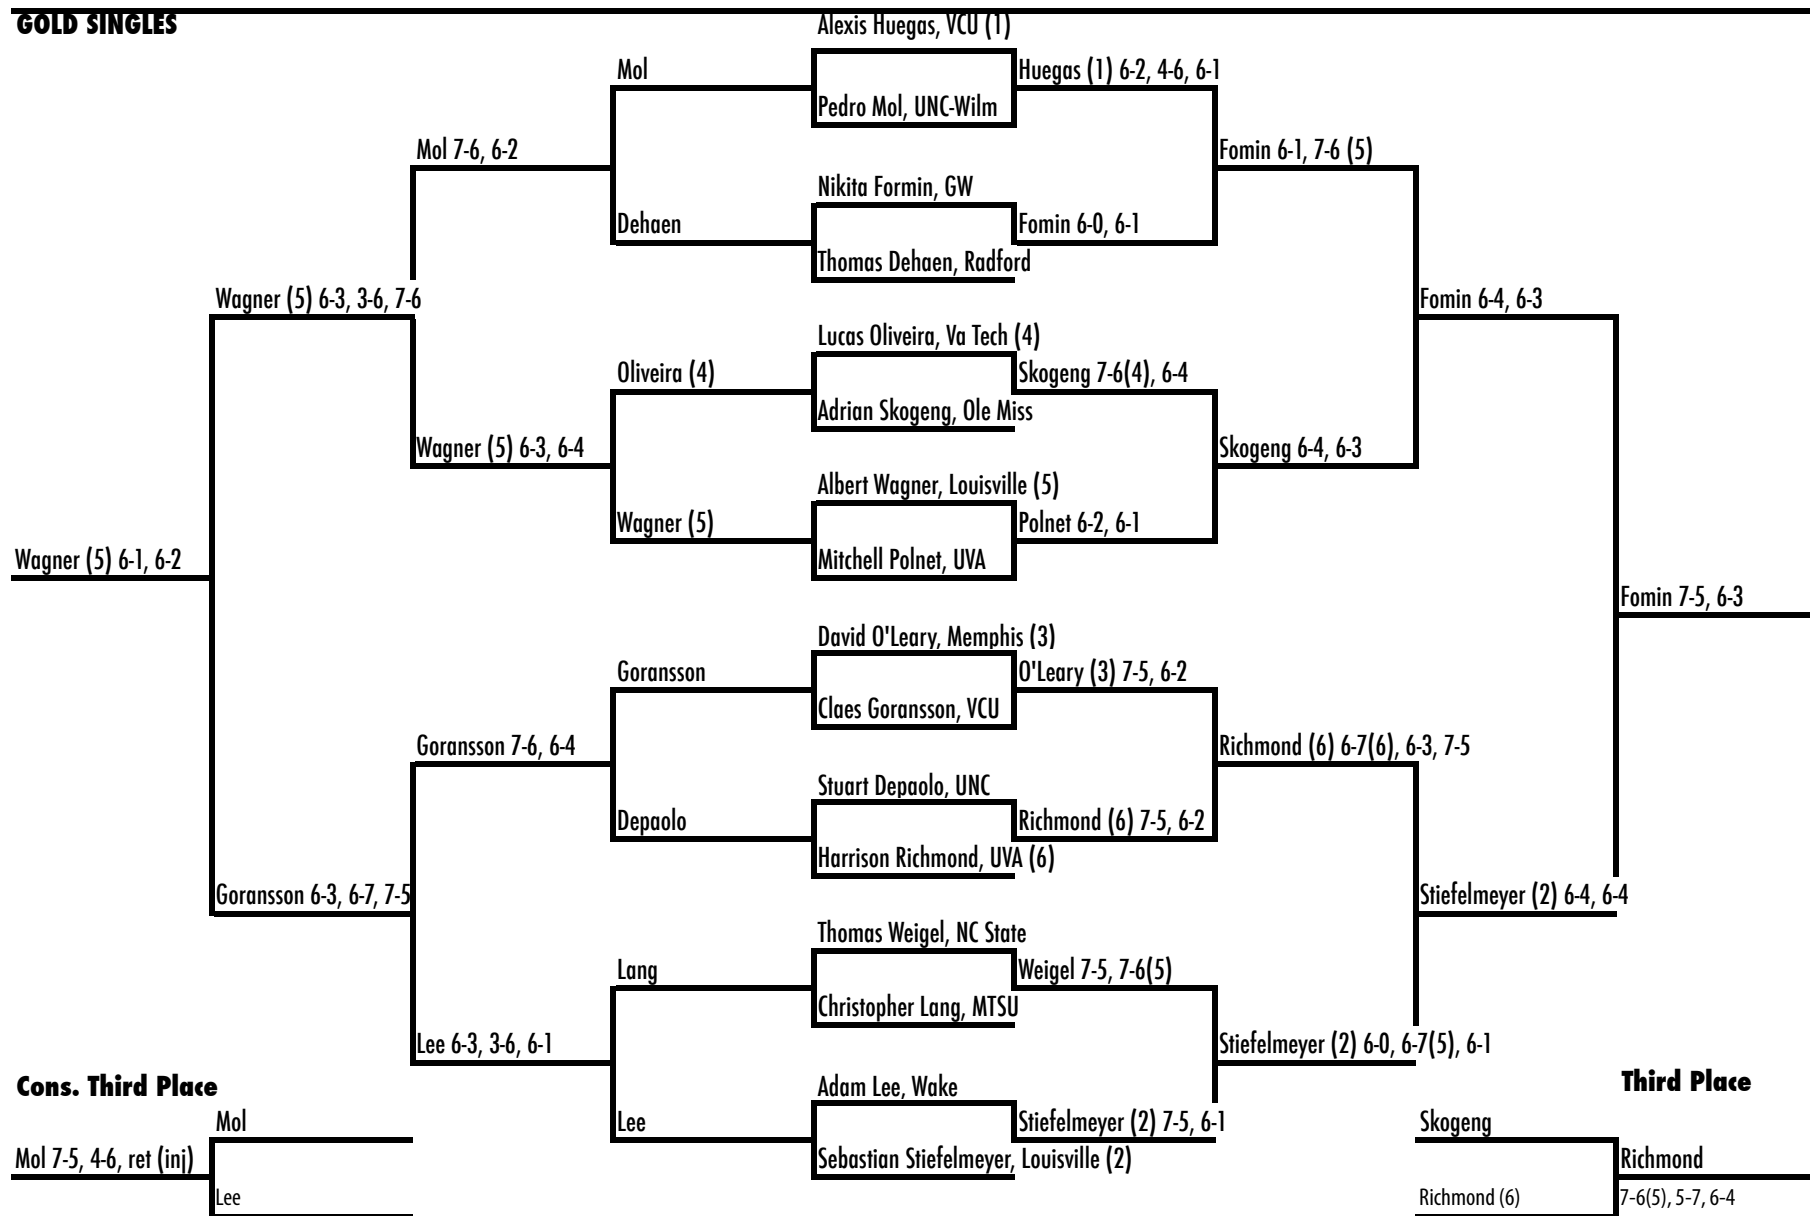 GOLD SINGLES
Alexis Huegas, VCU (1)
Mol
Huegas (1) 6-2, 4-6, 6-1
Pedro Mol, UNC-Wilm
Mol 7-6, 6-2
Fomin 6-1, 7-6 (5)
Nikita Formin, GW
Dehaen
Fomin 6-0, 6-1
Thomas Dehaen, Radford
Wagner (5) 6-3, 3-6, 7-6
Fomin 6-4, 6-3
Lucas Oliveira, Va Tech (4)
Oliveira (4)
Skogeng 7-6(4), 6-4
Adrian Skogeng, Ole Miss
Wagner (5) 6-3, 6-4
Skogeng 6-4, 6-3
Albert Wagner, Louisville (5)
Wagner (5)
Polnet 6-2, 6-1
Mitchell Polnet, UVA
Wagner (5) 6-1, 6-2
Fomin 7-5, 6-3
David O'Leary, Memphis (3)
Goransson
O'Leary (3) 7-5, 6-2
Claes Goransson, VCU
Goransson 7-6, 6-4
Richmond (6) 6-7(6), 6-3, 7-5
Stuart Depaolo, UNC
Depaolo
Richmond (6) 7-5, 6-2
Harrison Richmond, UVA (6)
Goransson 6-3, 6-7, 7-5
Stiefelmeyer (2) 6-4, 6-4
Thomas Weigel, NC State
Lang
Weigel 7-5, 7-6(5)
Christopher Lang, MTSU
Lee 6-3, 3-6, 6-1
Stiefelmeyer (2) 6-0, 6-7(5), 6-1
Cons. Third Place
Adam Lee, Wake
Third Place
Mol
Lee
Stiefelmeyer (2) 7-5, 6-1
Skogeng
Mol 7-5, 4-6, ret (inj)
Sebastian Stiefelmeyer, Louisville (2)
Richmond
Lee
Richmond (6)
7-6(5), 5-7, 6-4